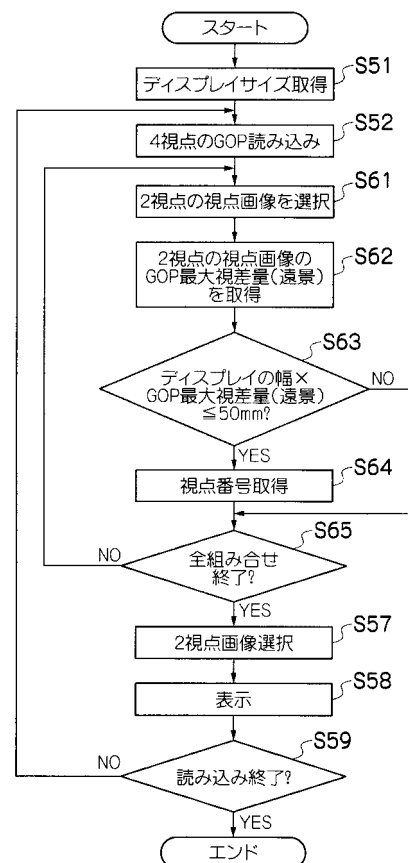 スタート
S51
ディスプレイサイズ取得
S52
4視点のGOP読み込み
S61
2視点の視点画像を選択
S62
2視点の視点画像の
GOP最大視差量(遠景)
を取得
S63
ディスプレイの幅×
GOP最大視差量(遠景)
≦50mm?
NO
YES
S64
視点番号取得
S65
全組み合せ
終了?
NO
YES
S57
2視点画像選択
S58
表示
S59
読み込み終了?
NO
YES
エンド